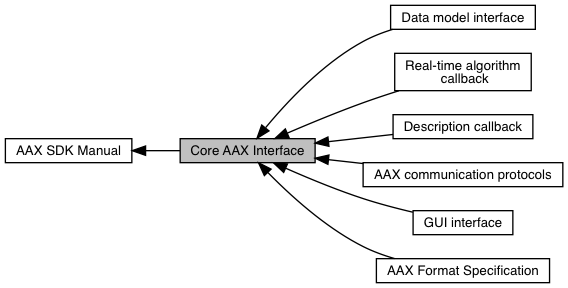 Data model interface
Real-time algorithm
callback
Description callback
AAX SDK Manual
Core AAX Interface
AAX communication protocols
GUI interface
AAX Format Specification